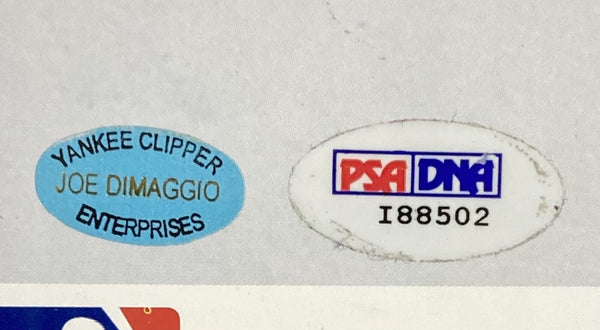 YANKEE CLIPPER
JOE DIMAGGIO
ENTERPRISES
PSA DNA
I88502